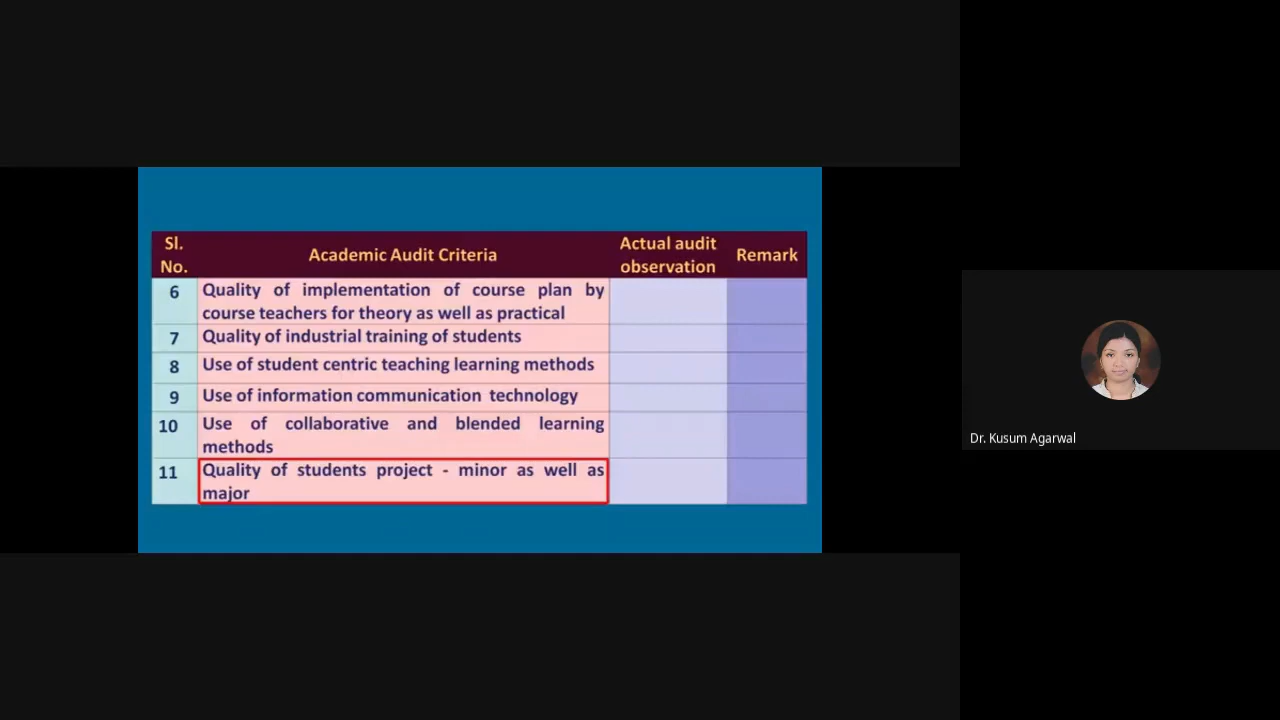 Sl.
No.
Academic Audit Criteria
Actual audit
observation
Remark
6
Quality of implementation of course plan by
course teachers for theory as well as practical
7
Quality of industrial training of students
8
Use of student centric teaching learning methods
9
Use of information communication technology
10
Use of collaborative and blended learning
methods
11
Quality of students project - minor as well as
major
Dr. Kusum Agarwal